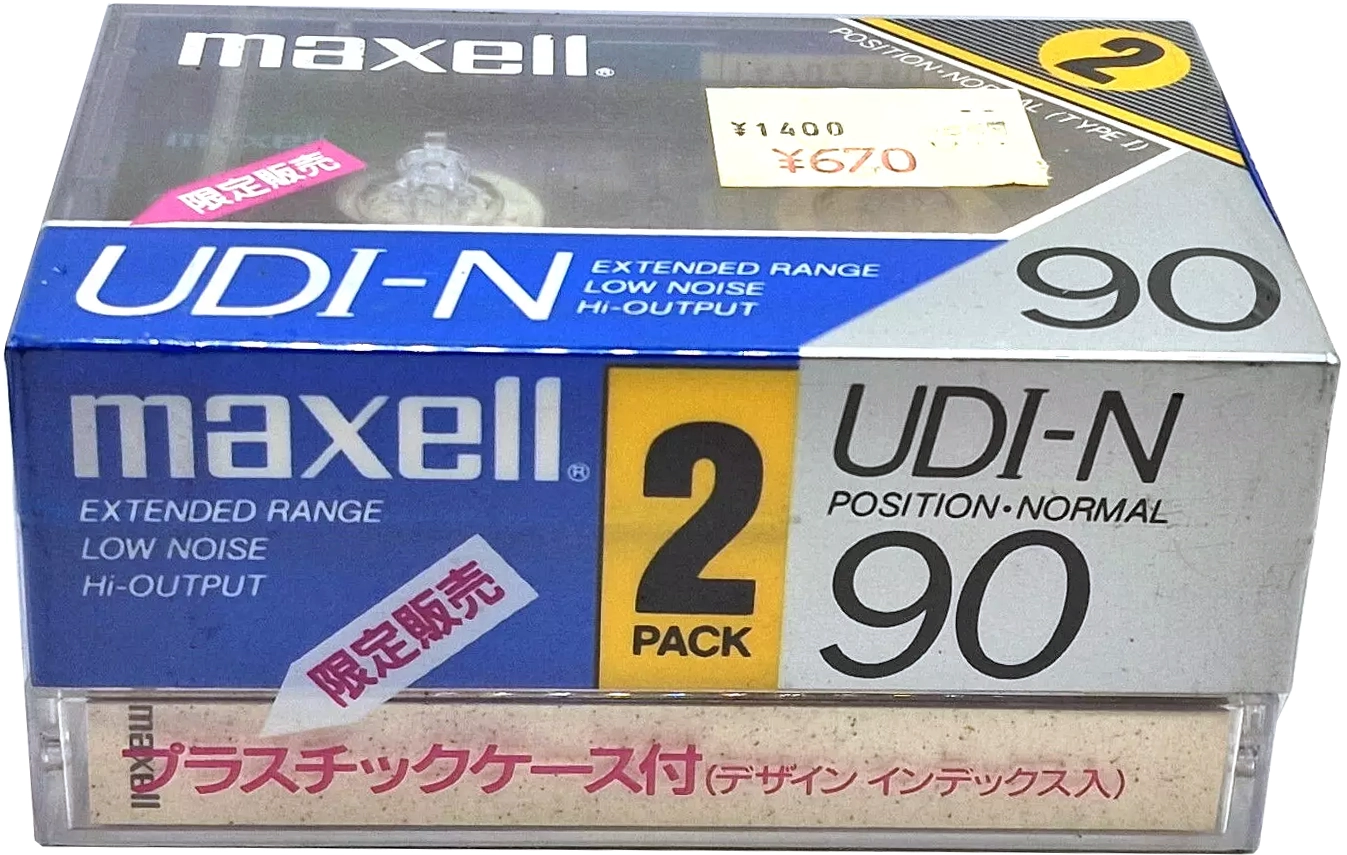 maxell®
2
POSITION・NORMAL (TYPE I)
¥1400
¥670
maxell
限定販売
UDI-N
EXTENDED RANGE
LOW NOISE
Hi-OUTPUT
90
maxell®
EXTENDED RANGE
LOW NOISE
Hi-OUTPUT
限定販売
2
PACK
UDI-N
POSITION・NORMAL
90
maxell
プラスチックケース付(デザイン インデックス入)